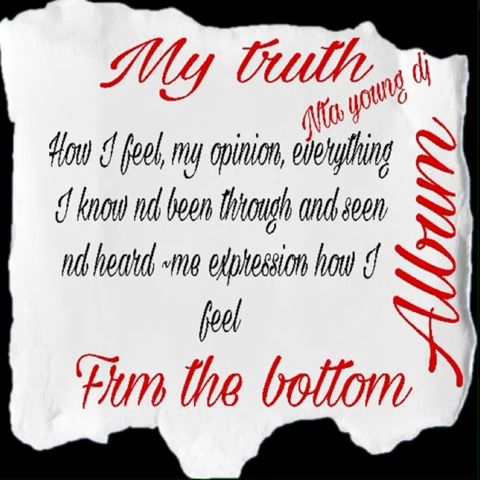 My truth
Nta young dj
How I feel, my opinion, everything
I know nd been through and seen
nd heard ~me expression how I
feel
Album
Frm the bottom